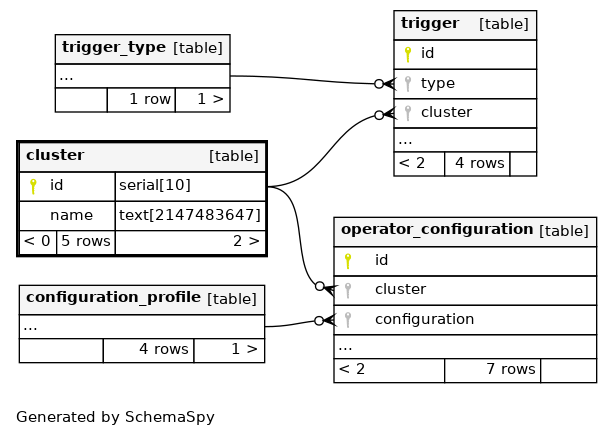 trigger_type [table]
...
1 row 1 >
trigger [table]
id
type
cluster
...
< 2 4 rows
cluster [table]
id serial[10]
name text[2147483647]
< 0 5 rows 2 >
operator_configuration [table]
id
cluster
configuration
...
< 2 7 rows
configuration_profile [table]
...
4 rows 1 >
Generated by SchemaSpy